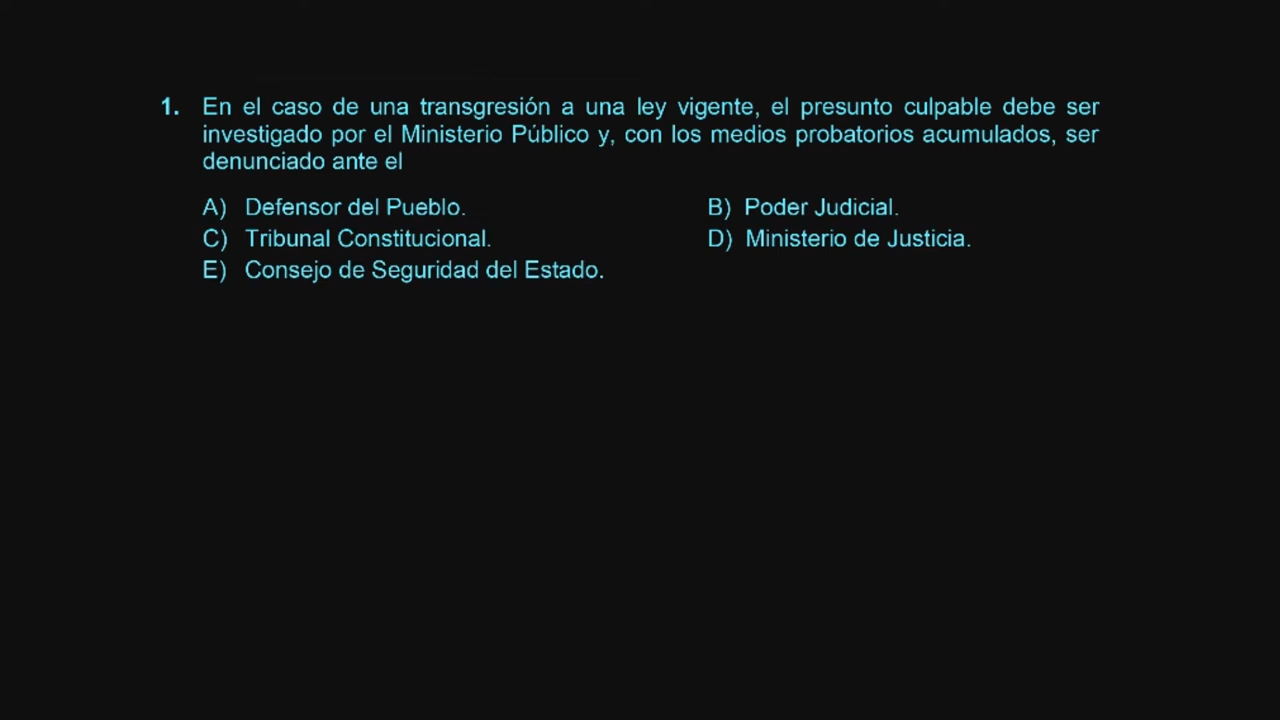 1. En el caso de una transgresión a una ley vigente, el presunto culpable debe ser
investigado por el Ministerio Público y, con los medios probatorios acumulados, ser
denunciado ante el
A) Defensor del Pueblo. B) Poder Judicial.
C) Tribunal Constitucional. D) Ministerio de Justicia.
E) Consejo de Seguridad del Estado.